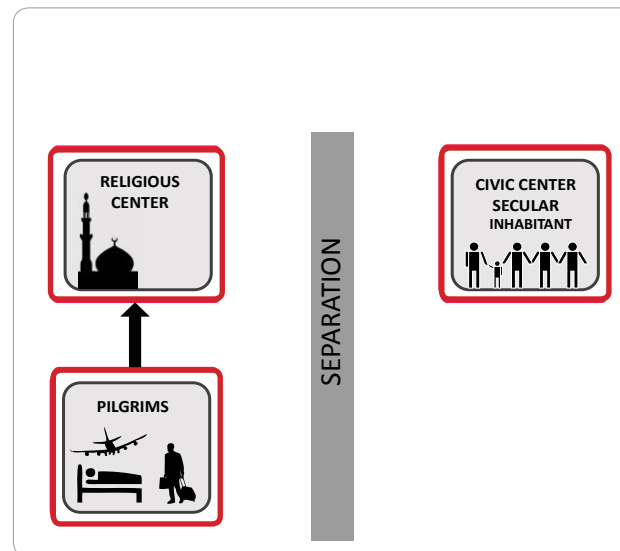 RELIGIOUS
CENTER
SEPARATION
CIVIC CENTER
SECULAR
INHABITANT
PILGRIMS